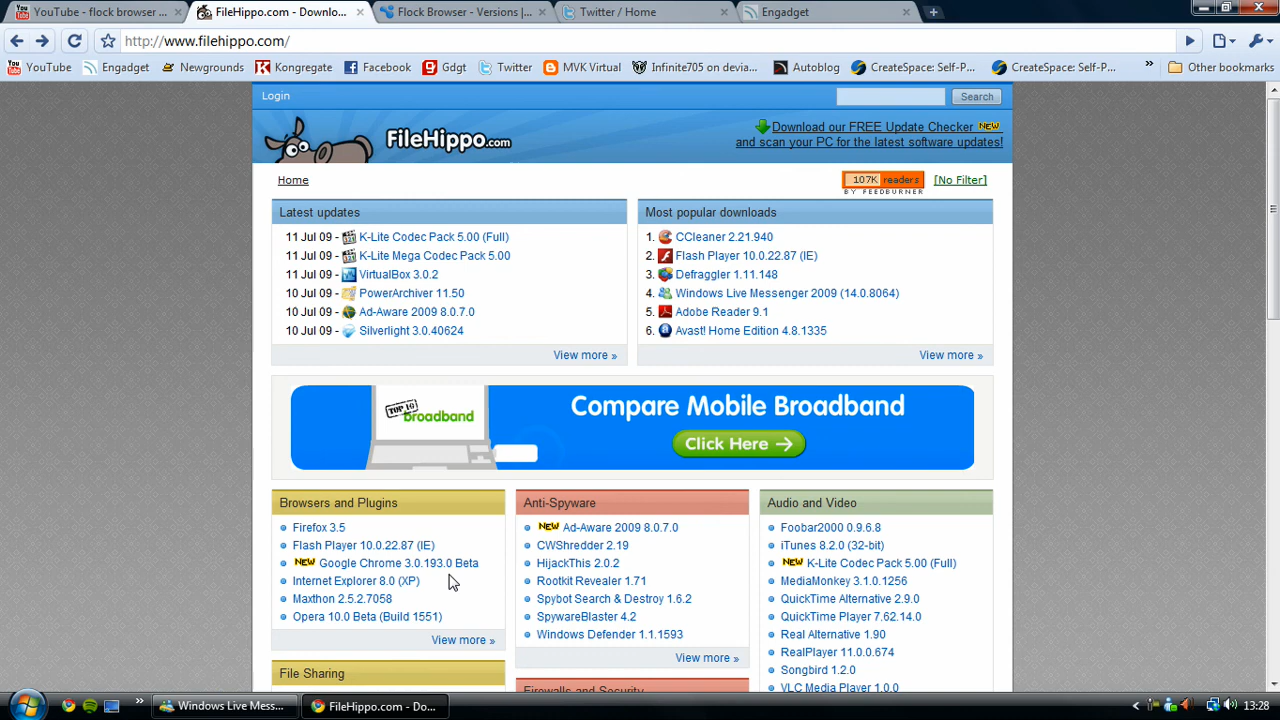 YouTube - flock browser ...
FileHippo.com - Downlo...
Flock Browser - Versions |...
Twitter / Home
Engadget
http://www.filehippo.com/
YouTube
Engadget
Newgrounds
Kongregate
Facebook
Gdgt
Twitter
MVK Virtual
Infinite705 on devia...
Autoblog
CreateSpace: Self-P...
CreateSpace: Self-P...
»
Other bookmarks
Login
Search
FileHippo.com
Download our FREE Update Checker NEW
and scan your PC for the latest software updates!
Home
107K readers
BY FEEDBURNER
[No Filter]
Latest updates
11 Jul 09 - K-Lite Codec Pack 5.00 (Full)
11 Jul 09 - K-Lite Mega Codec Pack 5.00
11 Jul 09 - VirtualBox 3.0.2
10 Jul 09 - PowerArchiver 11.50
10 Jul 09 - Ad-Aware 2009 8.0.7.0
10 Jul 09 - Silverlight 3.0.40624
View more »
Most popular downloads
1. CCleaner 2.21.940
2. Flash Player 10.0.22.87 (IE)
3. Defraggler 1.11.148
4. Windows Live Messenger 2009 (14.0.8064)
5. Adobe Reader 9.1
6. Avast! Home Edition 4.8.1335
View more »
TOP 10
broadband
Compare Mobile Broadband
Click Here
Browsers and Plugins
Firefox 3.5
Flash Player 10.0.22.87 (IE)
NEW Google Chrome 3.0.193.0 Beta
Internet Explorer 8.0 (XP)
Maxthon 2.5.2.7058
Opera 10.0 Beta (Build 1551)
View more »
File Sharing
Anti-Spyware
NEW Ad-Aware 2009 8.0.7.0
CWShredder 2.19
HijackThis 2.0.2
Rootkit Revealer 1.71
Spybot Search & Destroy 1.6.2
SpywareBlaster 4.2
Windows Defender 1.1.1593
View more »
Firewalls and Security
Audio and Video
Foobar2000 0.9.6.8
iTunes 8.2.0 (32-bit)
NEW K-Lite Codec Pack 5.00 (Full)
MediaMonkey 3.1.0.1256
QuickTime Alternative 2.9.0
QuickTime Player 7.62.14.0
Real Alternative 1.90
RealPlayer 11.0.0.674
Songbird 1.2.0
VLC Media Player 1.0.0
»
Windows Live Mess...
FileHippo.com - Do...
13:28